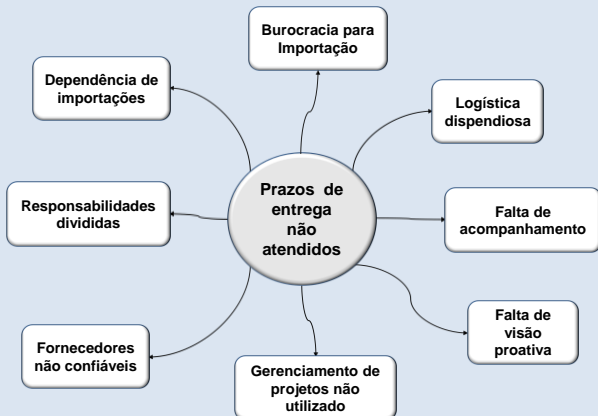 Burocracia para
Importação
Dependência de
importações
Logística
dispendiosa
Prazos de
entrega
não
atendidos
Responsabilidades
divididas
Falta de
acompanhamento
Fornecedores
não confiáveis
Falta de
visão
proativa
Gerenciamento de
projetos não
utilizado